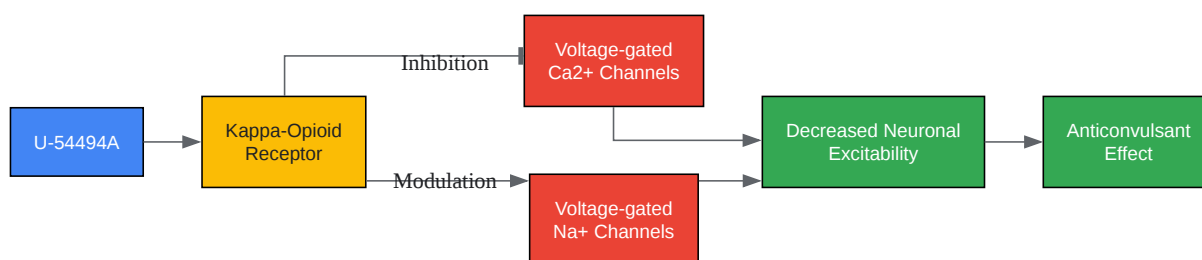 U-54494A
Kappa-Opioid
Receptor
Inhibition
Modulation
Voltage-gated
Ca2+ Channels
Voltage-gated
Na+ Channels
Decreased Neuronal
Excitability
Anticonvulsant
Effect